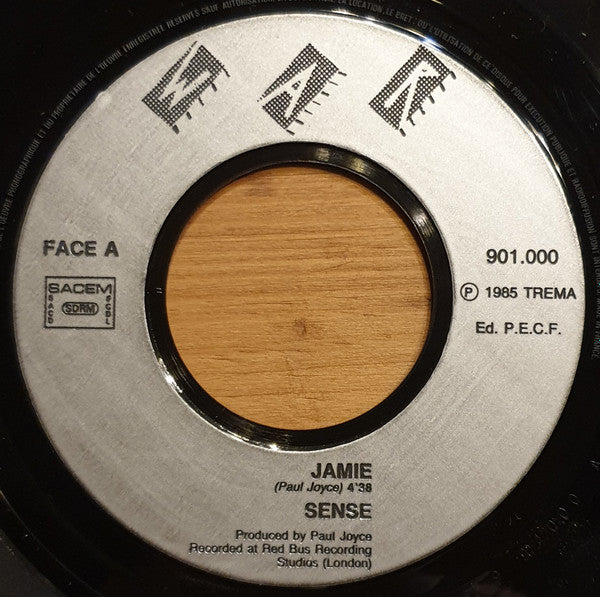 WAR
FACE A
SACEM
SACD
SDRM
SGDL
901.000
Ⓟ 1985 TREMA
Ed. P.E.C.F.
JAMIE
(Paul Joyce) 4'38
SENSE
Produced by Paul Joyce
Recorded at Red Bus Recording
Studios (London)